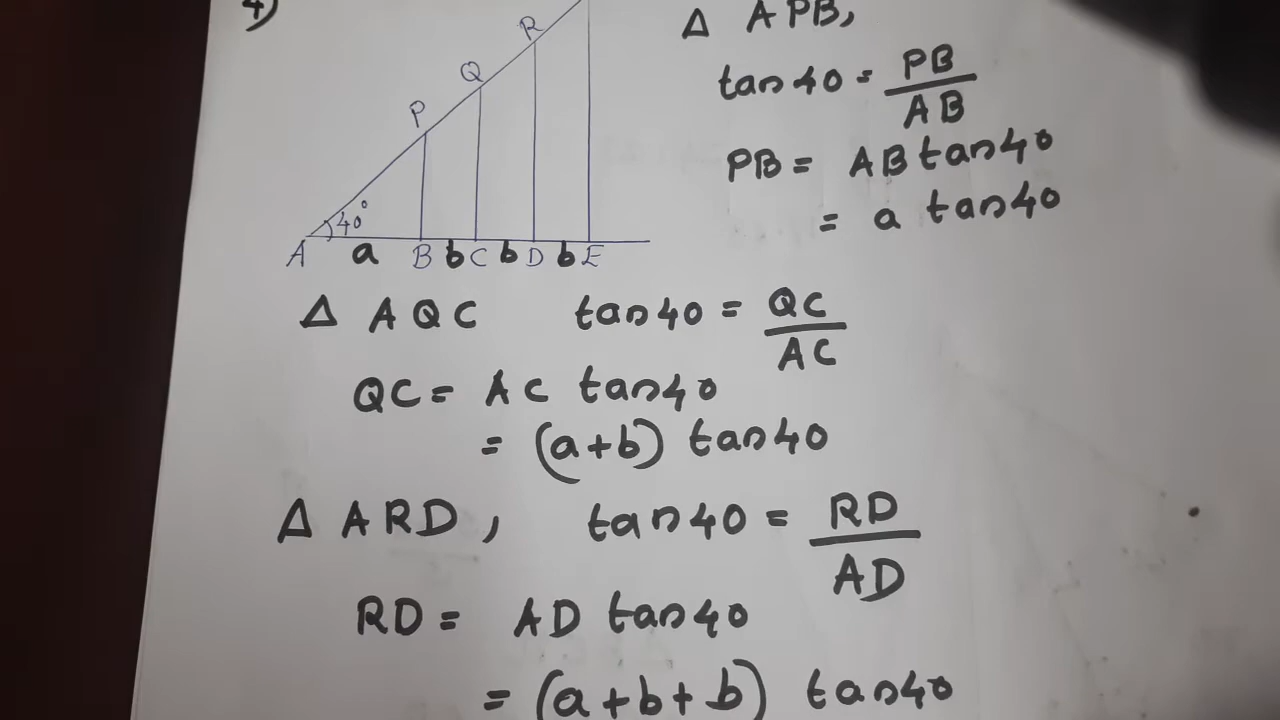 4)
R
Q
P
40°
A a B b C b D b E
Δ APB,
tan40 = PB/AB
PB = AB tan40
= a tan40
Δ AQC tan40 = QC/AC
QC = AC tan40
= (a+b) tan40
Δ ARD, tan40 = RD/AD
RD = AD tan40
= (a+b+b) tan40